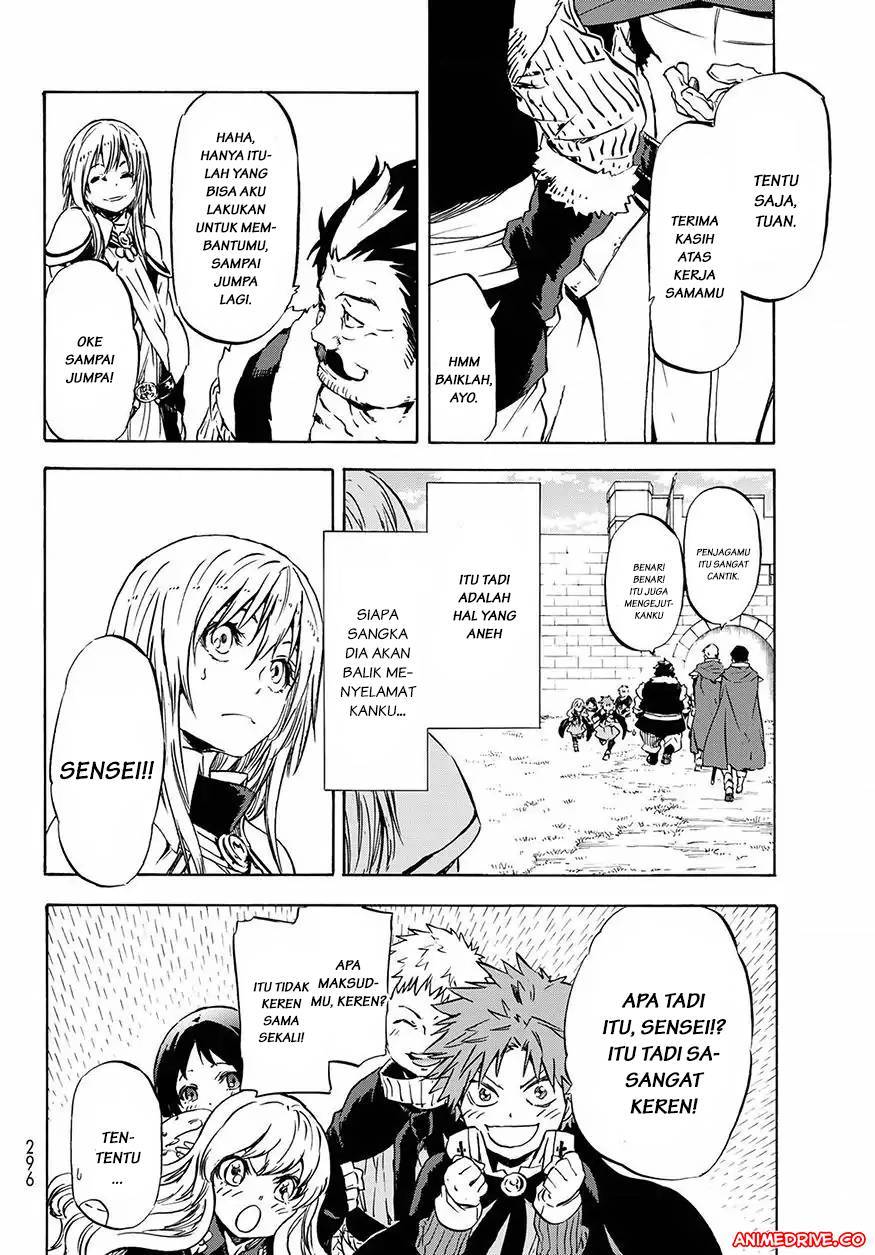 TENTU
SAJA,
TUAN.
TERIMA
KASIH
ATAS
KERJA
SAMAMU
HMM
BAIKLAH,
AYO.
HAHA,
HANYA ITU-
LAH YANG
BISA AKU
LAKUKAN
UNTUK MEM-
BANTUMU,
SAMPAI
JUMPA
LAGI.
OKE
SAMPAI
JUMPA!
PENJAGAMU
ITU SANGAT
CANTIK.
BENARI
BENARI
ITU JUGA
MENGEJUT-
KANKU
ITU TADI
ADALAH
HAL YANG
ANEH
SIAPA
SANGKA
DIA AKAN
BALIK ME-
NYELAMAT
KANKU...
SENSEI!!
APA TADI
ITU, SENSEI!?
ITU TADI SA-
SANGAT
KEREN!
APA
MAKSUD-
MU, KEREN?
ITU TIDAK
KEREN
SAMA
SEKALI!
TEN-
TENTU
...
296
ANIMEDRIVE.CO